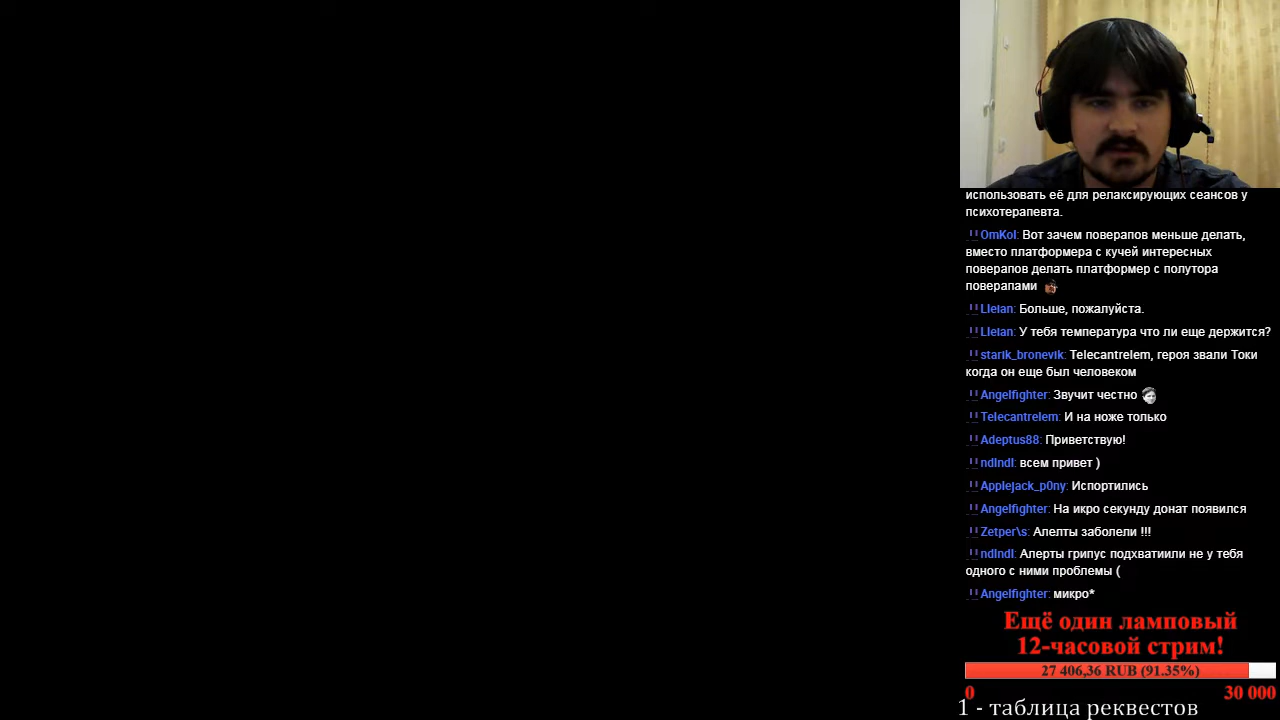 использовать её для релаксирующих сеансов у
психотерапевта.
OmKol: Вот зачем поверапов меньше делать,
вместо платформера с кучей интересных
поверапов делать платформер с полутора
поверапами
Llelan: Больше, пожалуйста.
Llelan: У тебя температура что ли еще держится?
starik_bronevik: Telecantrelem, героя звали Токи
когда он еще был человеком
Angelfighter: Звучит честно
Telecantrelem: И на ноже только
Adeptus88: Приветствую!
ndlndl: всем привет )
Applejack_p0ny: Испортились
Angelfighter: На икро секунду донат появился
Zetper\s: Алелты заболели !!!
ndlndl: Алерты грипус подхватиили не у тебя
одного с ними проблемы (
Angelfighter: микро*
Ещё один ламповый
12-часовой стрим!
27 406,36 RUB (91.35%)
0 30 000
1 - таблица реквестов